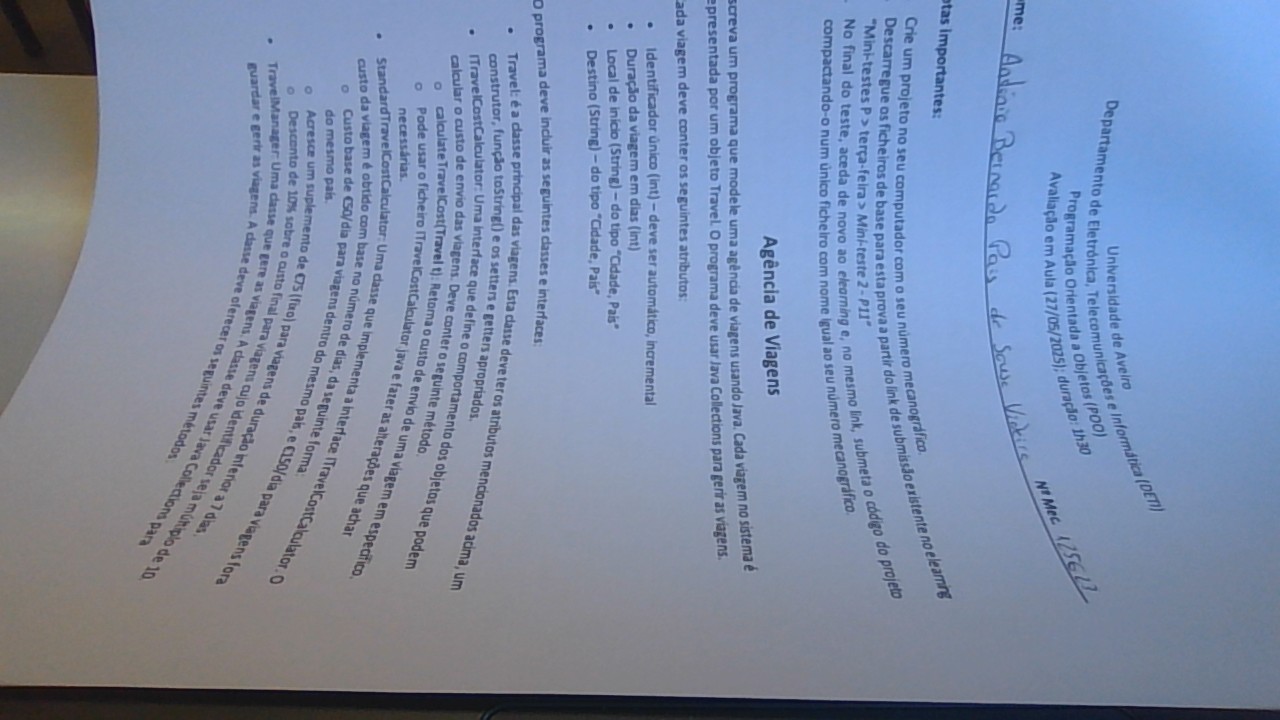 Universidade de Aveiro
Departamento de Eletrónica, Telecomunicações e Informática (DETI)
Programação Orientada a Objetos (POO)
Avaliação em Aula (27/05/2025); duração: 1h30
me: António Bernardo Pais de Sousa Videira Nº Mec. 125613
tas importantes:
Crie um projeto no seu computador com o seu número mecanográfico.
Descarregue os ficheiros de base para esta prova a partir do link de submissão existente no elearning
"Mini-testes P > terça-feira > Mini-teste 2 - P11"
No final do teste, aceda de novo ao elearning e, no mesmo link, submeta o código do projeto
compactando-o num único ficheiro com nome igual ao seu número mecanográfico.
Agência de Viagens
screva um programa que modele uma agência de viagens usando Java. Cada viagem no sistema é
epresentada por um objeto Travel. O programa deve usar Java Collections para gerir as viagens.
ada viagem deve conter os seguintes atributos:
• Identificador único (int) – deve ser automático, incremental
• Duração da viagem em dias (int)
• Local de início (String) – do tipo "Cidade, País"
• Destino (String) – do tipo "Cidade, País"
O programa deve incluir as seguintes classes e interfaces:
• Travel: é a classe principal das viagens. Esta classe deve ter os atributos mencionados acima, um
construtor, função toString() e os setters e getters apropriados.
• ITravelCostCalculator: Uma interface que define o comportamento dos objetos que podem
calcular o custo de envio das viagens. Deve conter o seguinte método.
o calculateTravelCost(Travel t): Retorna o custo de envio de uma viagem em específico.
o Pode usar o ficheiro ITravelCostCalculator.java e fazer as alterações que achar
necessárias.
• StandardTravelCostCalculator: Uma classe que implementa a interface ITravelCostCalculator. O
custo da viagem é obtido com base no número de dias, da seguinte forma:
o Custo base de €50/dia para viagens dentro do mesmo país, e €150/dia para viagens fora
do mesmo país.
o Acresce um suplemento de €75 (fixo) para viagens de duração inferior a 7 dias.
o Desconto de 10% sobre o custo final para viagens cujo identificador seja múltiplo de 10.
• TravelManager: Uma classe que gere as viagens. A classe deve usar Java Collections para
guardar e gerir as viagens. A classe deve oferecer os seguintes métodos: